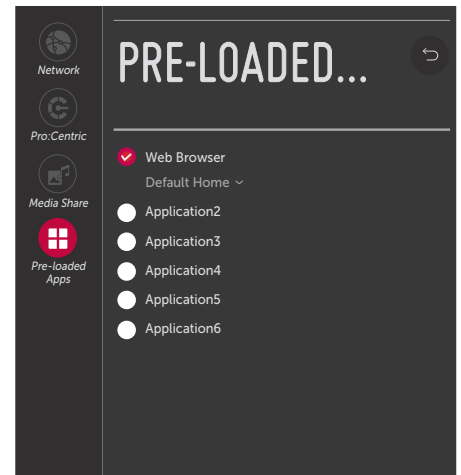 Network
Pro:Centric
Media Share
Pre-loaded
Apps
PRE-LOADED...
Web Browser
Default Home
Application2
Application3
Application4
Application5
Application6